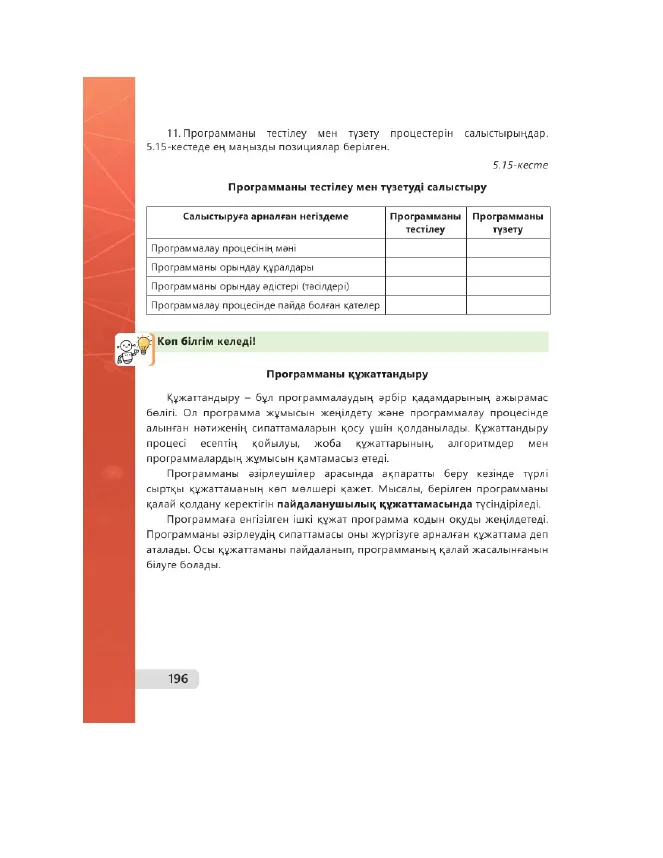 11. Программаны тестілеу мен түзету процестерін салыстырыңдар.
5.15-кестеде ең маңызды позициялар берілген.
5.15-кесте
Программаны тестілеу мен түзетуді салыстыру
Салыстыруға арналған негіздеме
Программаны тестілеу
Программаны түзету
Программалау процесінің мәні
Программаны орындау құралдары
Программаны орындау әдістері (тәсілдері)
Программалау процесінде пайда болған қателер
Көп білгім келеді!
Программаны құжаттандыру
Құжаттандыру – бұл программалаудың әрбір қадамдарының ажырамас
бөлігі. Ол программа жұмысын жеңілдету және программалау процесінде
алынған нәтиженің сипаттамаларын қосу үшін қолданылады. Құжаттандыру
процесі есептің қойылуы, жоба құжаттарының, алгоритмдер мен
программалардың жұмысын қамтамасыз етеді.
Программаны әзірлеушілер арасында ақпаратты беру кезінде түрлі
сыртқы құжаттаманың көп мөлшері қажет. Мысалы, берілген программаны
қалай қолдану керектігін пайдаланушылық құжаттамасында түсіндіріледі.
Программаға енгізілген ішкі құжат программа кодын оқуды жеңілдетеді.
Программаны әзірлеудің сипаттамасы оны жүргізуге арналған құжаттама деп
аталады. Осы құжаттаманы пайдаланып, программаның қалай жасалынғанын
білуге болады.
196